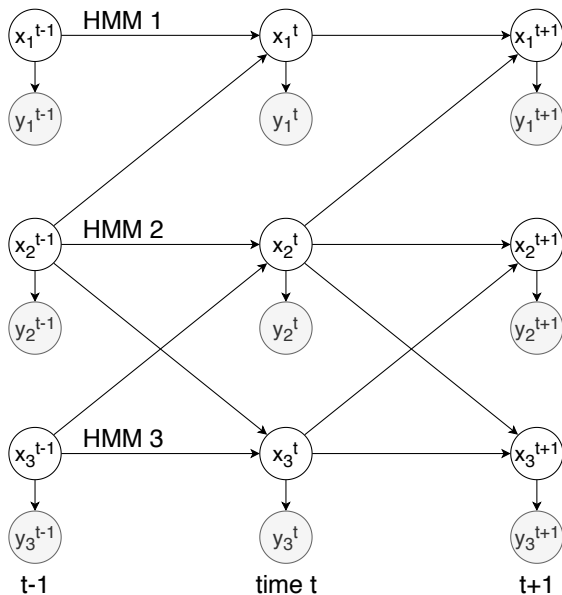 x₁ᵗ⁻¹ HMM 1 x₁ᵗ x₁ᵗ⁺¹
y₁ᵗ⁻¹ y₁ᵗ y₁ᵗ⁺¹
x₂ᵗ⁻¹ HMM 2 x₂ᵗ x₂ᵗ⁺¹
y₂ᵗ⁻¹ y₂ᵗ y₂ᵗ⁺¹
x₃ᵗ⁻¹ HMM 3 x₃ᵗ x₃ᵗ⁺¹
y₃ᵗ⁻¹ y₃ᵗ y₃ᵗ⁺¹
t-1 time t t+1